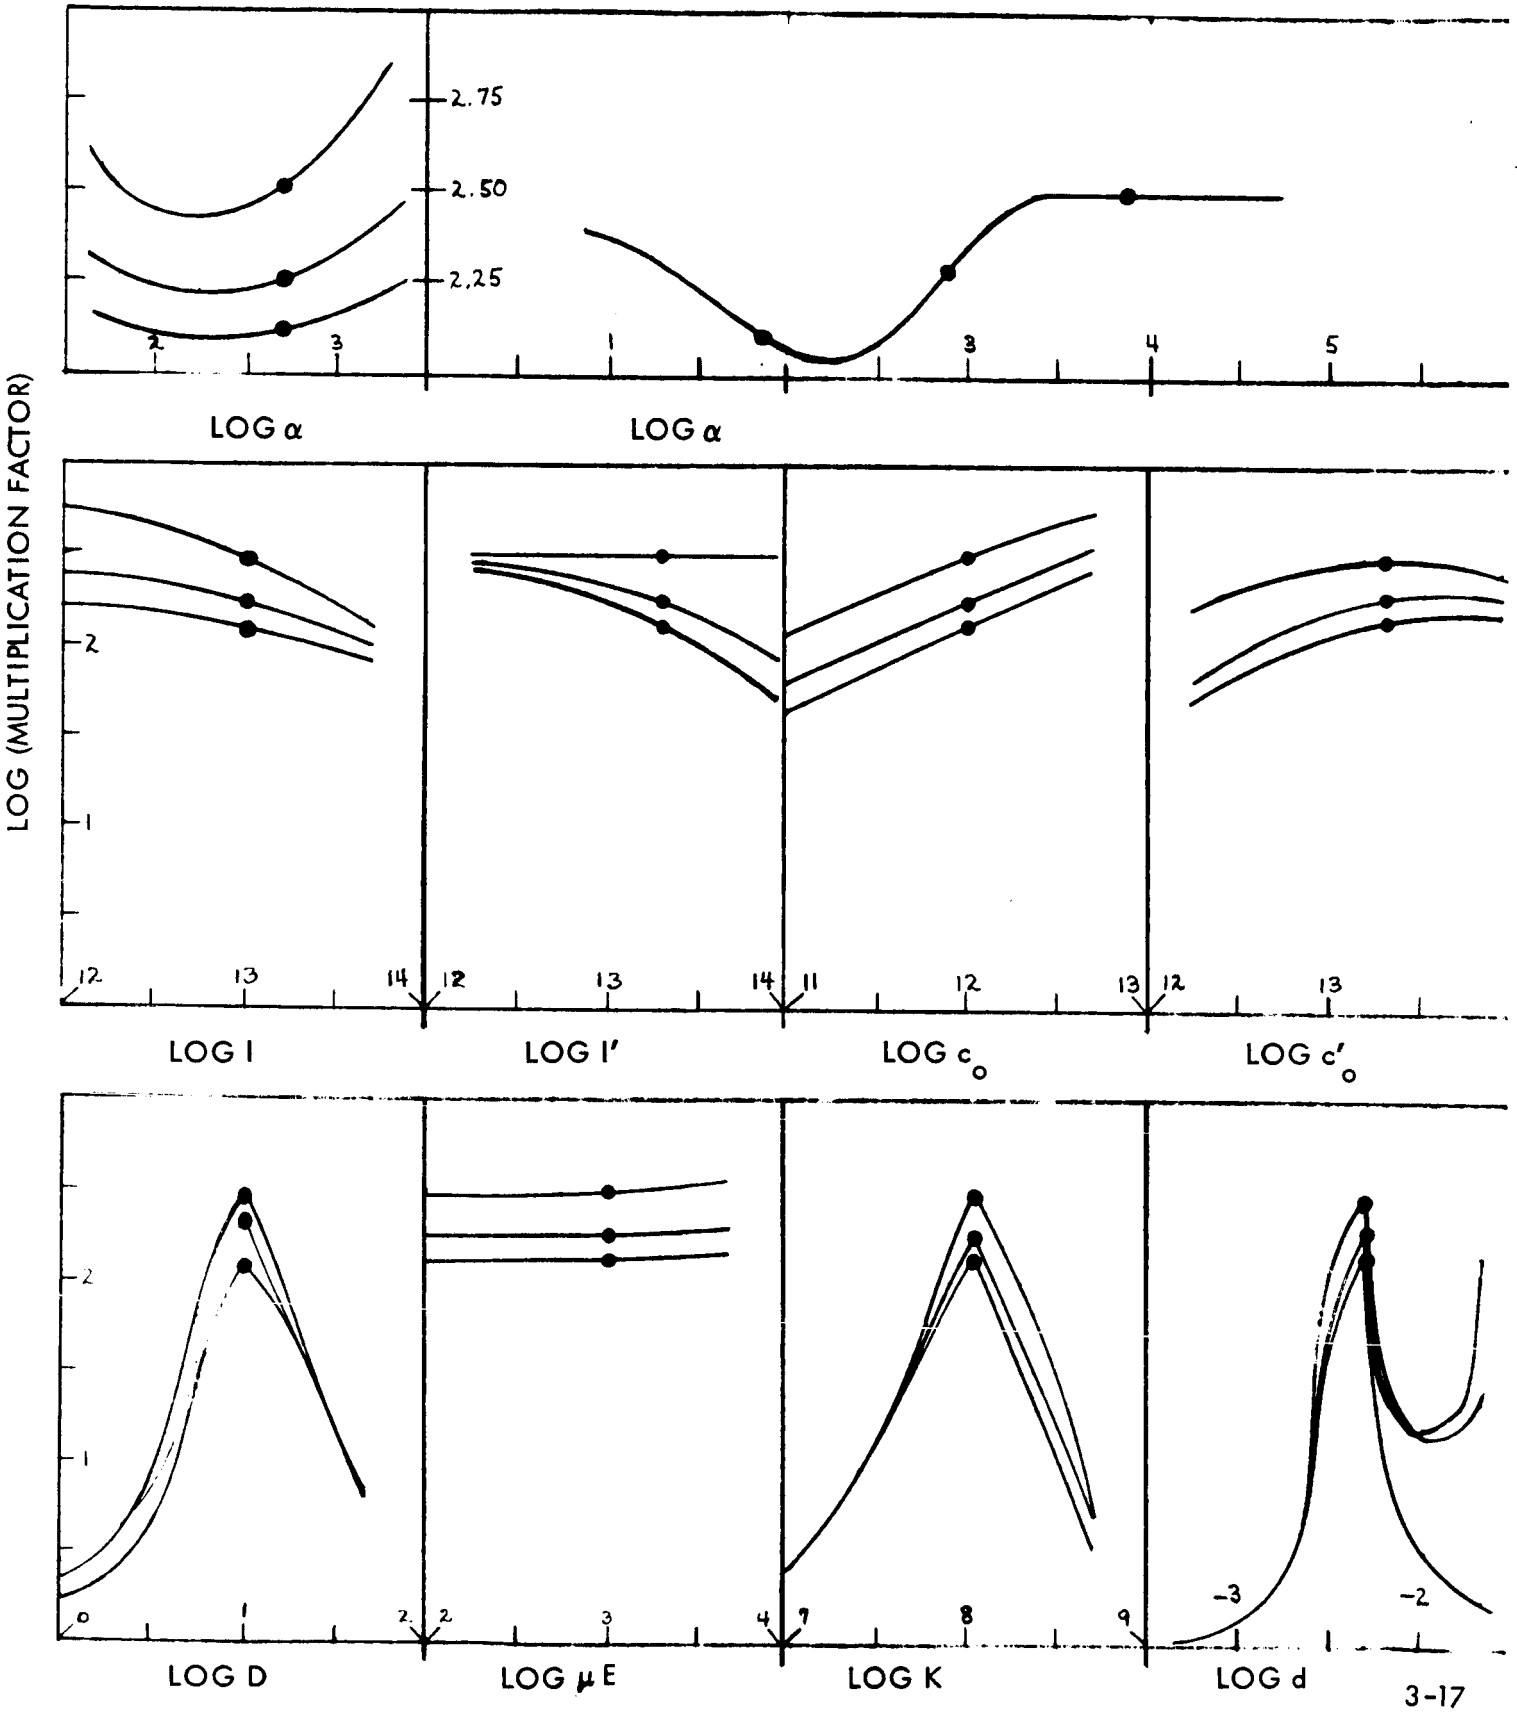 LOG (MULTIPLICATION FACTOR)
2.75
2.50
2.25
2 3
1 3 4 5
LOG α LOG α
2
1
12 13 14 12 13 14 11 12 13 12 13
LOG I LOG I′ LOG c₀ LOG c′₀
2
1
0 1 2 2 3 4 7 8 9 -3 -2
LOG D LOG μE LOG K LOG d
3-17